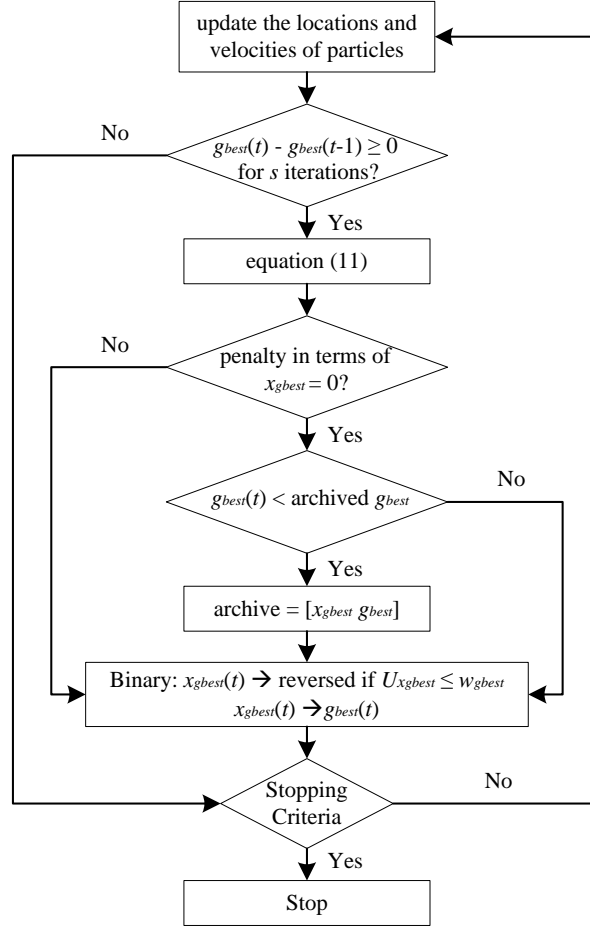 update the locations and
velocities of particles
No
gbest(t) - gbest(t-1) ≥ 0
for s iterations?
Yes
equation (11)
No
penalty in terms of
xgbest = 0?
Yes
No
gbest(t) < archived gbest
Yes
archive = [xgbest gbest]
Binary: xgbest(t) → reversed if Uxgbest ≤ wgbest
xgbest(t) → gbest(t)
Stopping
Criteria
No
Yes
Stop